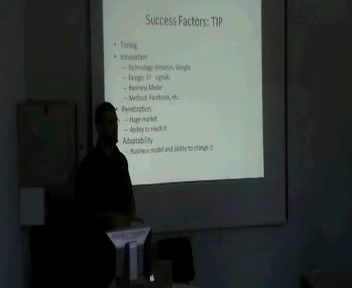 Success Factors: TIP
• Timing
• Innovation
– Technology: Amazon, Google
– Design: signals
– Business Model
– Method: Facebook, etc.
Penetration
– Huge market
– Ability to reach it
Adaptability
– Business model and ability to change it